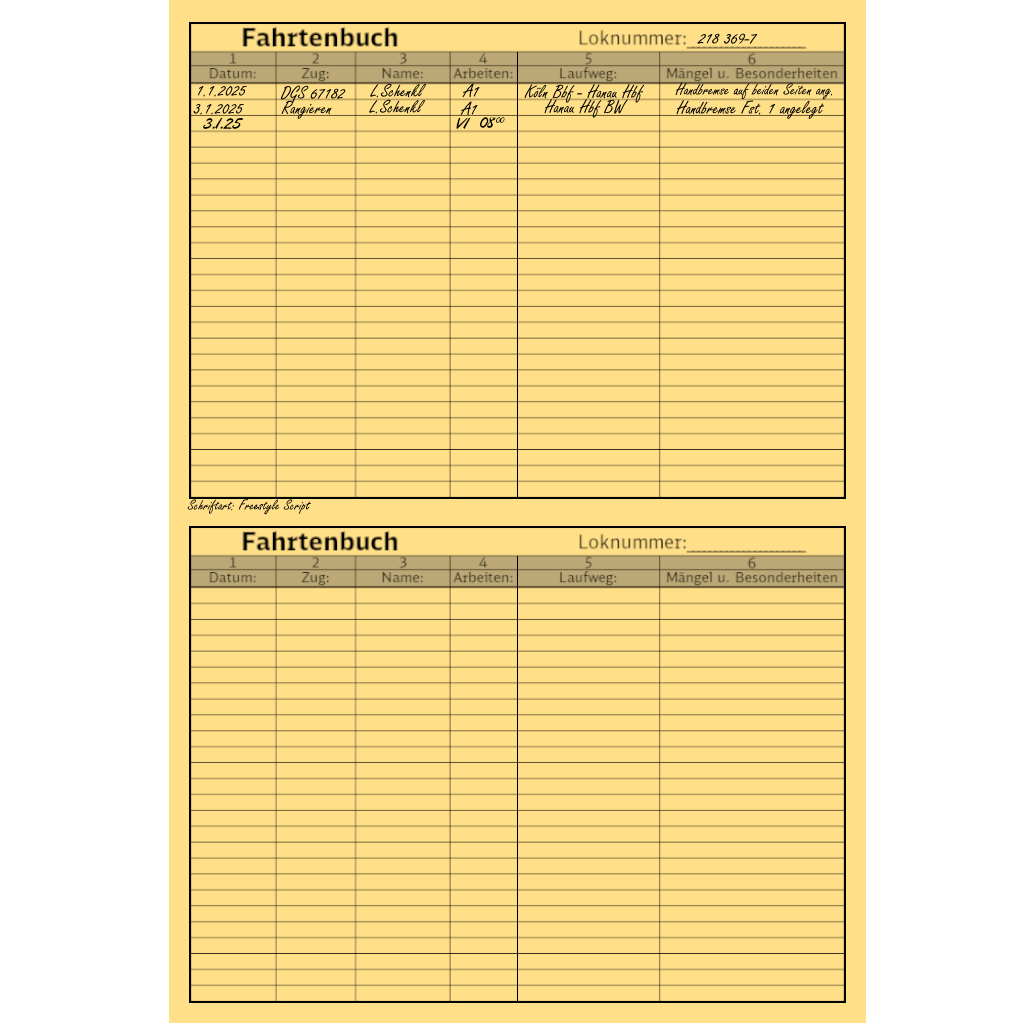 Fahrtenbuch Loknummer: 218 369-7
1 2 3 4 5 6
Datum: Zug: Name: Arbeiten: Laufweg: Mängel u. Besonderheiten
1.1.2025 DGS 67182 L.Schenkl A1 Köln Bbf - Hanau Hbf Handbremse auf beiden Seiten ang.
3.1.2025 Rangieren L.Schenkl A1 Hanau Hbf BW Handbremse Fst. 1 angelegt
3.1.25 V1 08⁰⁰
Schriftart: Freestyle Script
Fahrtenbuch Loknummer:
1 2 3 4 5 6
Datum: Zug: Name: Arbeiten: Laufweg: Mängel u. Besonderheiten